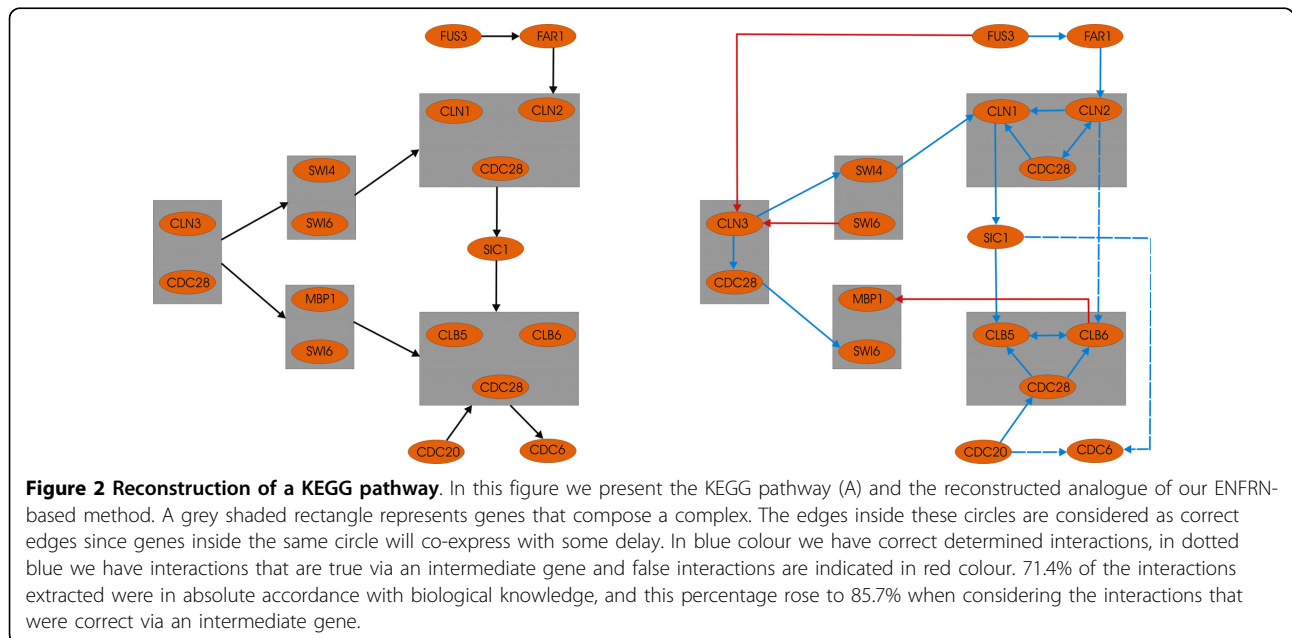 FUS3 FAR1
CLN1 CLN2
CDC28
SWI4
SWI6
CLN3
CDC28
SIC1
MBP1
SWI6
CLB5 CLB6
CDC28
CDC20 CDC6
FUS3 FAR1
CLN1 CLN2
CDC28
SWI4
SWI6
CLN3
CDC28
SIC1
MBP1
SWI6
CLB5 CLB6
CDC28
CDC20 CDC6
Figure 2 Reconstruction of a KEGG pathway. In this figure we present the KEGG pathway (A) and the reconstructed analogue of our ENFRN-
based method. A grey shaded rectangle represents genes that compose a complex. The edges inside these circles are considered as correct
edges since genes inside the same circle will co-express with some delay. In blue colour we have correct determined interactions, in dotted
blue we have interactions that are true via an intermediate gene and false interactions are indicated in red colour. 71.4% of the interactions
extracted were in absolute accordance with biological knowledge, and this percentage rose to 85.7% when considering the interactions that
were correct via an intermediate gene.